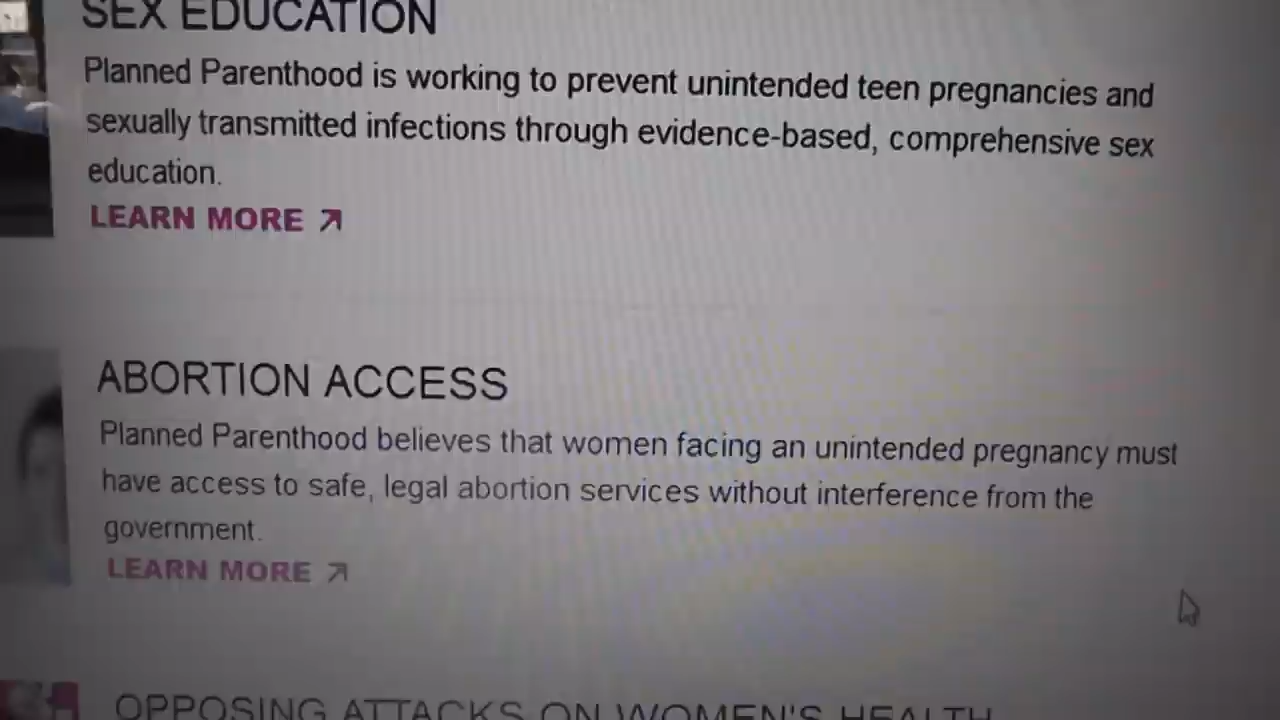 SEX EDUCATION
Planned Parenthood is working to prevent unintended teen pregnancies and
sexually transmitted infections through evidence-based, comprehensive sex
education.
LEARN MORE
ABORTION ACCESS
Planned Parenthood believes that women facing an unintended pregnancy must
have access to safe, legal abortion services without interference from the
government.
LEARN MORE
OPPOSING ATTACKS ON WOMEN'S HEALTH